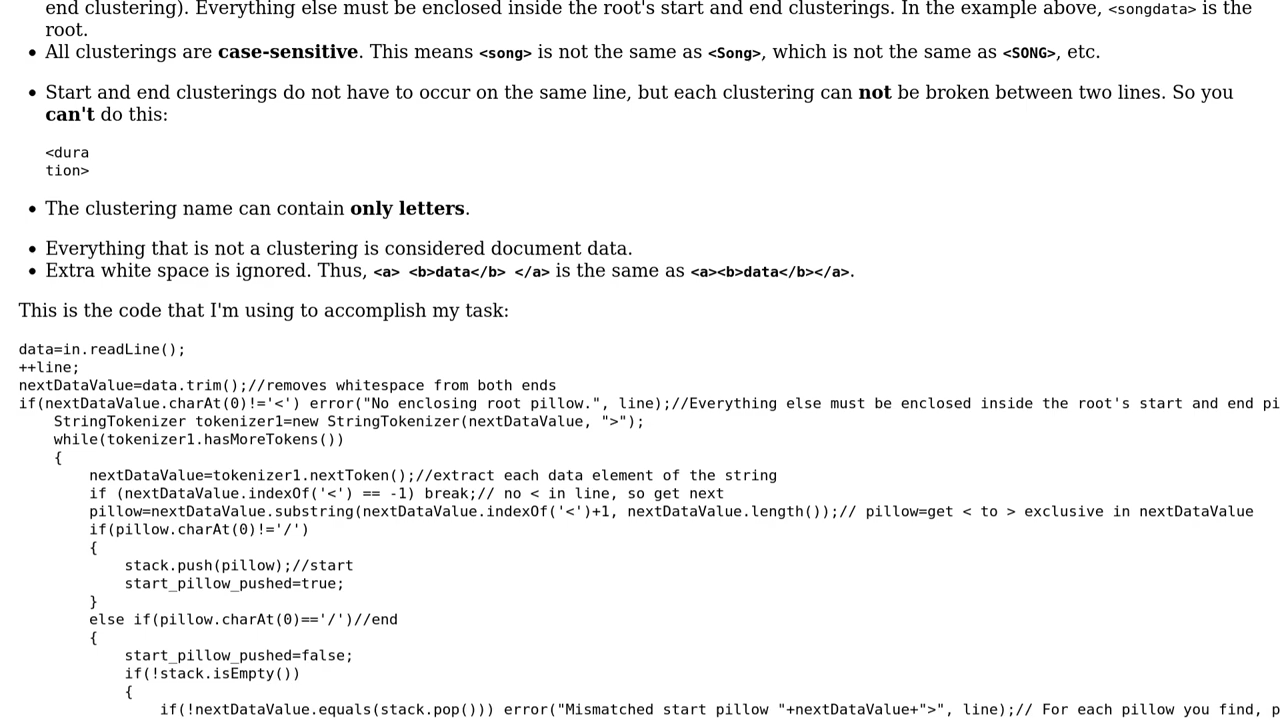 end clustering). Everything else must be enclosed inside the root's start and end clusterings. In the example above, <songdata> is the
root.
• All clusterings are case-sensitive. This means <song> is not the same as <Song>, which is not the same as <SONG>, etc.
• Start and end clusterings do not have to occur on the same line, but each clustering can not be broken between two lines. So you
can't do this:
<dura
tion>
• The clustering name can contain only letters.
• Everything that is not a clustering is considered document data.
• Extra white space is ignored. Thus, <a> <b>data</b> </a> is the same as <a><b>data</b></a>.
This is the code that I'm using to accomplish my task:
data=in.readLine();
++line;
nextDataValue=data.trim();//removes whitespace from both ends
if(nextDataValue.charAt(0)!='<') error("No enclosing root pillow.", line);//Everything else must be enclosed inside the root's start and end pi
    StringTokenizer tokenizer1=new StringTokenizer(nextDataValue, ">");
    while(tokenizer1.hasMoreTokens())
    {
        nextDataValue=tokenizer1.nextToken();//extract each data element of the string
        if (nextDataValue.indexOf('<') == -1) break;// no < in line, so get next
        pillow=nextDataValue.substring(nextDataValue.indexOf('<')+1, nextDataValue.length());// pillow=get < to > exclusive in nextDataValue
        if(pillow.charAt(0)!='/')
        {
            stack.push(pillow);//start
            start_pillow_pushed=true;
        }
        else if(pillow.charAt(0)=='/')//end
        {
            start_pillow_pushed=false;
            if(!stack.isEmpty())
            {
                if(!nextDataValue.equals(stack.pop())) error("Mismatched start pillow "+nextDataValue+">", line);// For each pillow you find, p